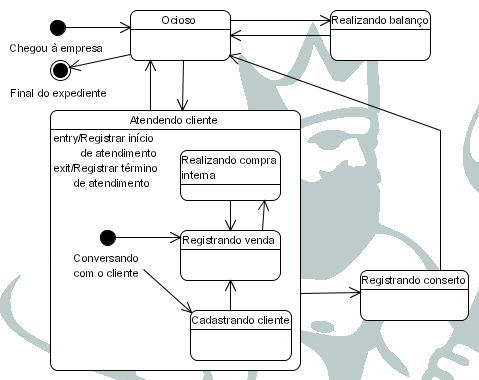 Ocioso
Realizando balanço
Chegou à empresa
Final do expediente
Atendendo cliente
entry/Registrar início
de atendimento
exit/Registrar término
de atendimento
Realizando compra
interna
Registrando venda
Conversando
com o cliente
Registrando conserto
Cadastrando cliente